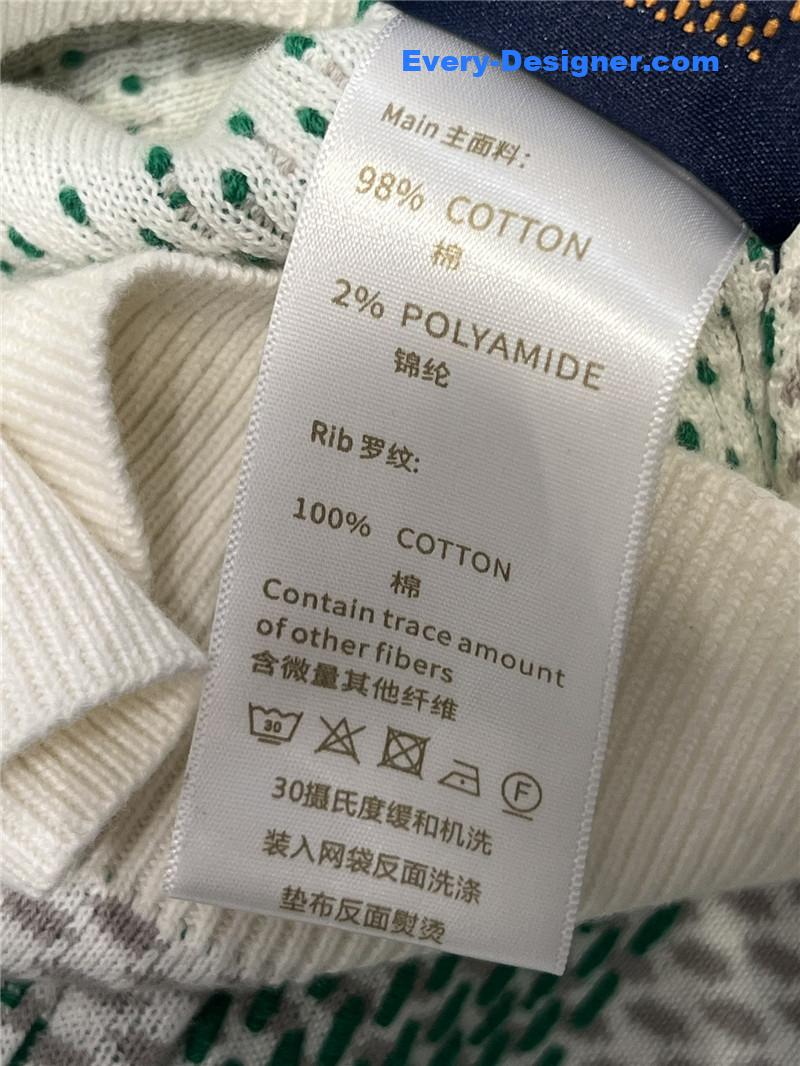 Every-Designer.com
Main 主面料:
98% COTTON
棉
2% POLYAMIDE
锦纶
Rib 罗纹:
100% COTTON
棉
Contain trace amount
of other fibers
含微量其他纤维
30
F
30摄氏度缓和机洗
装入网袋反面洗涤
垫布反面熨烫